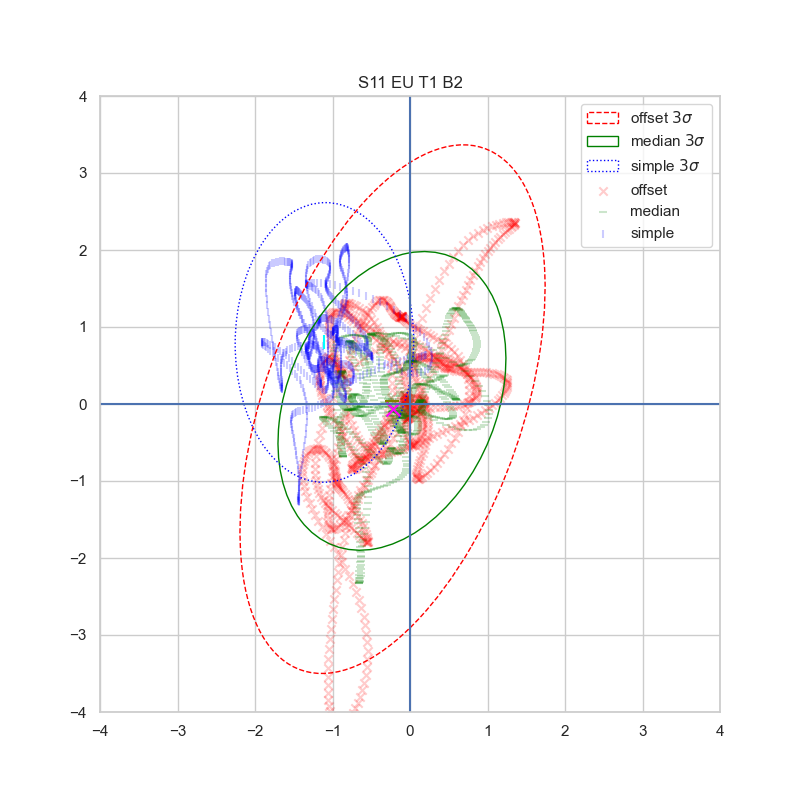 S11 EU T1 B2
offset 3σ
median 3σ
simple 3σ
offset
median
simple
4
3
2
1
0
−1
−2
−3
−4
−4 −3 −2 −1 0 1 2 3 4